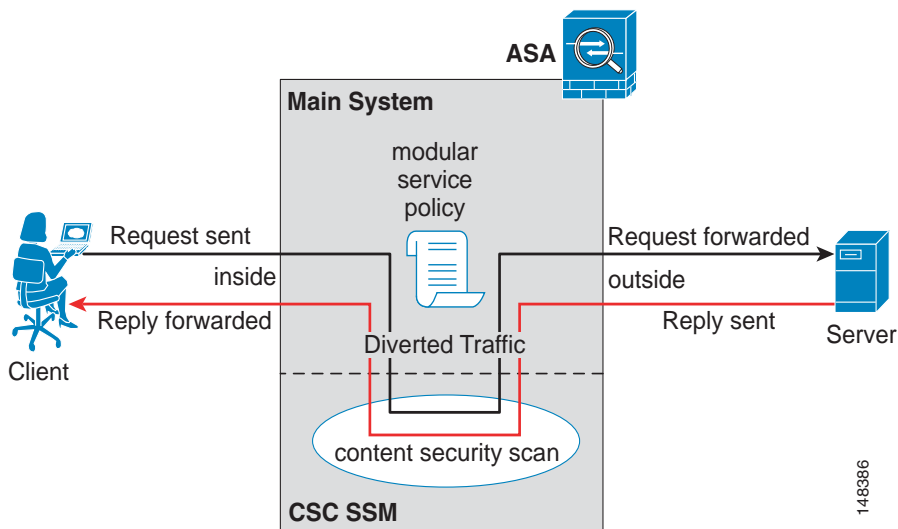 ASA
Main System
modular
service
policy
Request sent
Request forwarded
inside
outside
Reply forwarded
Reply sent
Diverted Traffic
Client
Server
content security scan
CSC SSM
148386